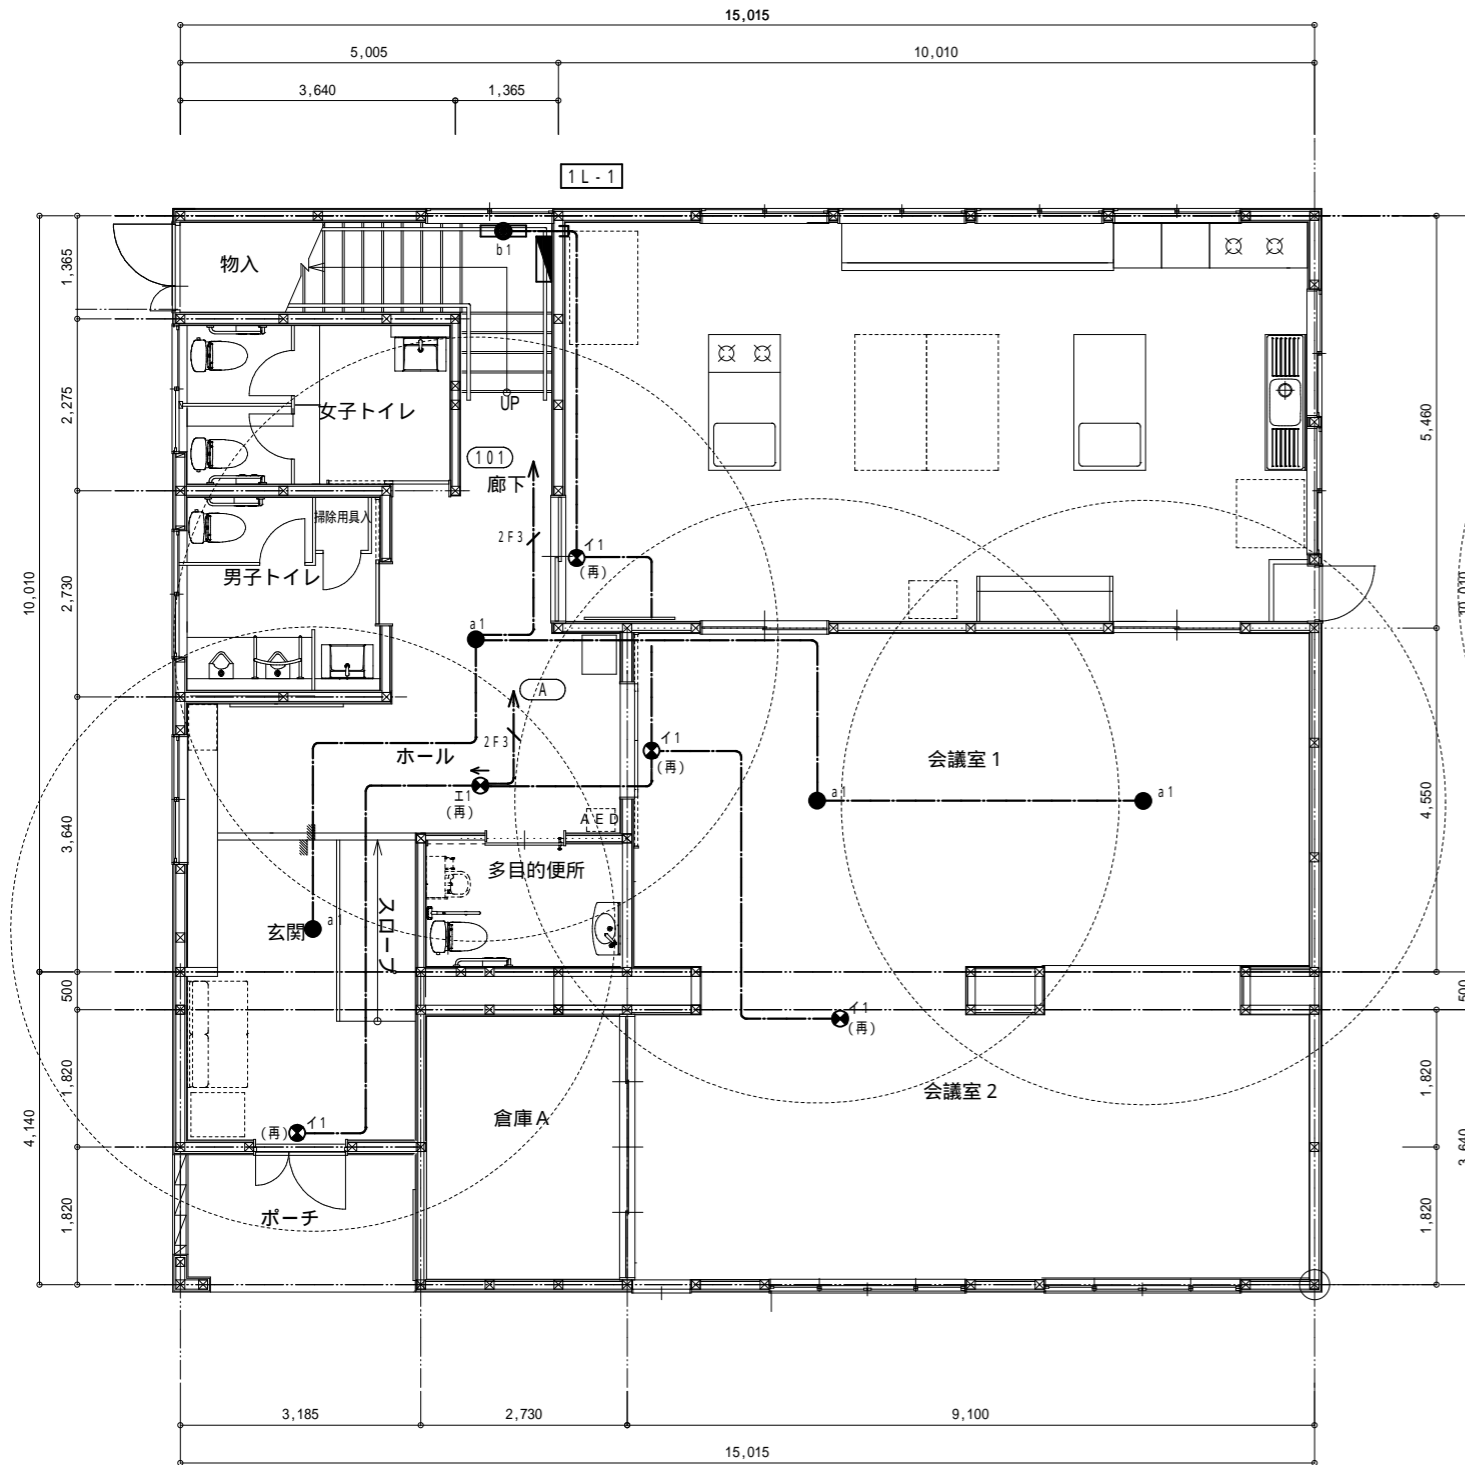 15,015
5,005
10,010
3,640
1,365
1L-1
b1
物入
1,365
UP
女子トイレ
2,275
5,460
101
廊下
2F3
掃除用具入
イ1
(再)
男子トイレ
10,010
2,730
10,010
a1
A
2F3
ホール
イ1
(再)
会議室1
エ1
(再)
a1
a1
AED
3,640
4,550
多目的便所
スロープ
玄関
a1
500
500
イ1
(再)
1,820
1,820
会議室2
4,140
倉庫A
(再)
イ1
3,640
ポーチ
1,820
1,820
3,185
2,730
9,100
15,015